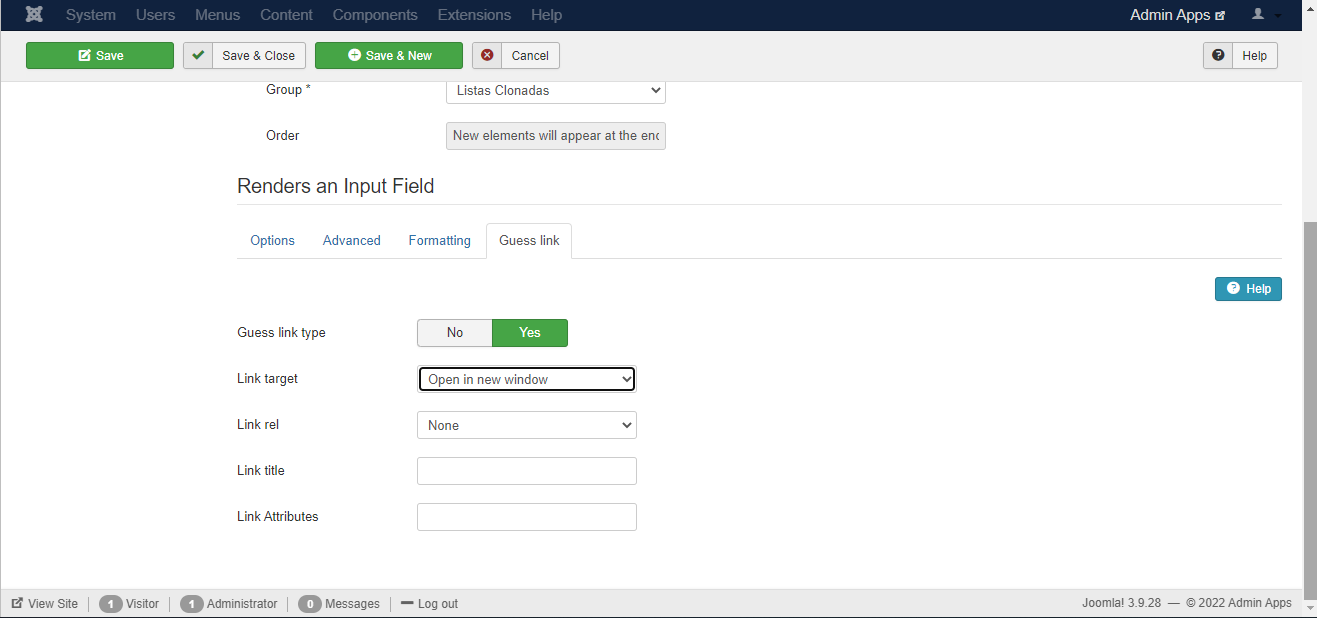 System Users Menus Content Components Extensions Help Admin Apps
Save Save & Close Save & New Cancel Help
Group * Listas Clonadas
Order New elements will appear at the end
Renders an Input Field
Options Advanced Formatting Guess link
Help
Guess link type No Yes
Link target Open in new window
Link rel None
Link title
Link Attributes
View Site 1 Visitor 1 Administrator 0 Messages Log out Joomla! 3.9.28 — © 2022 Admin Apps